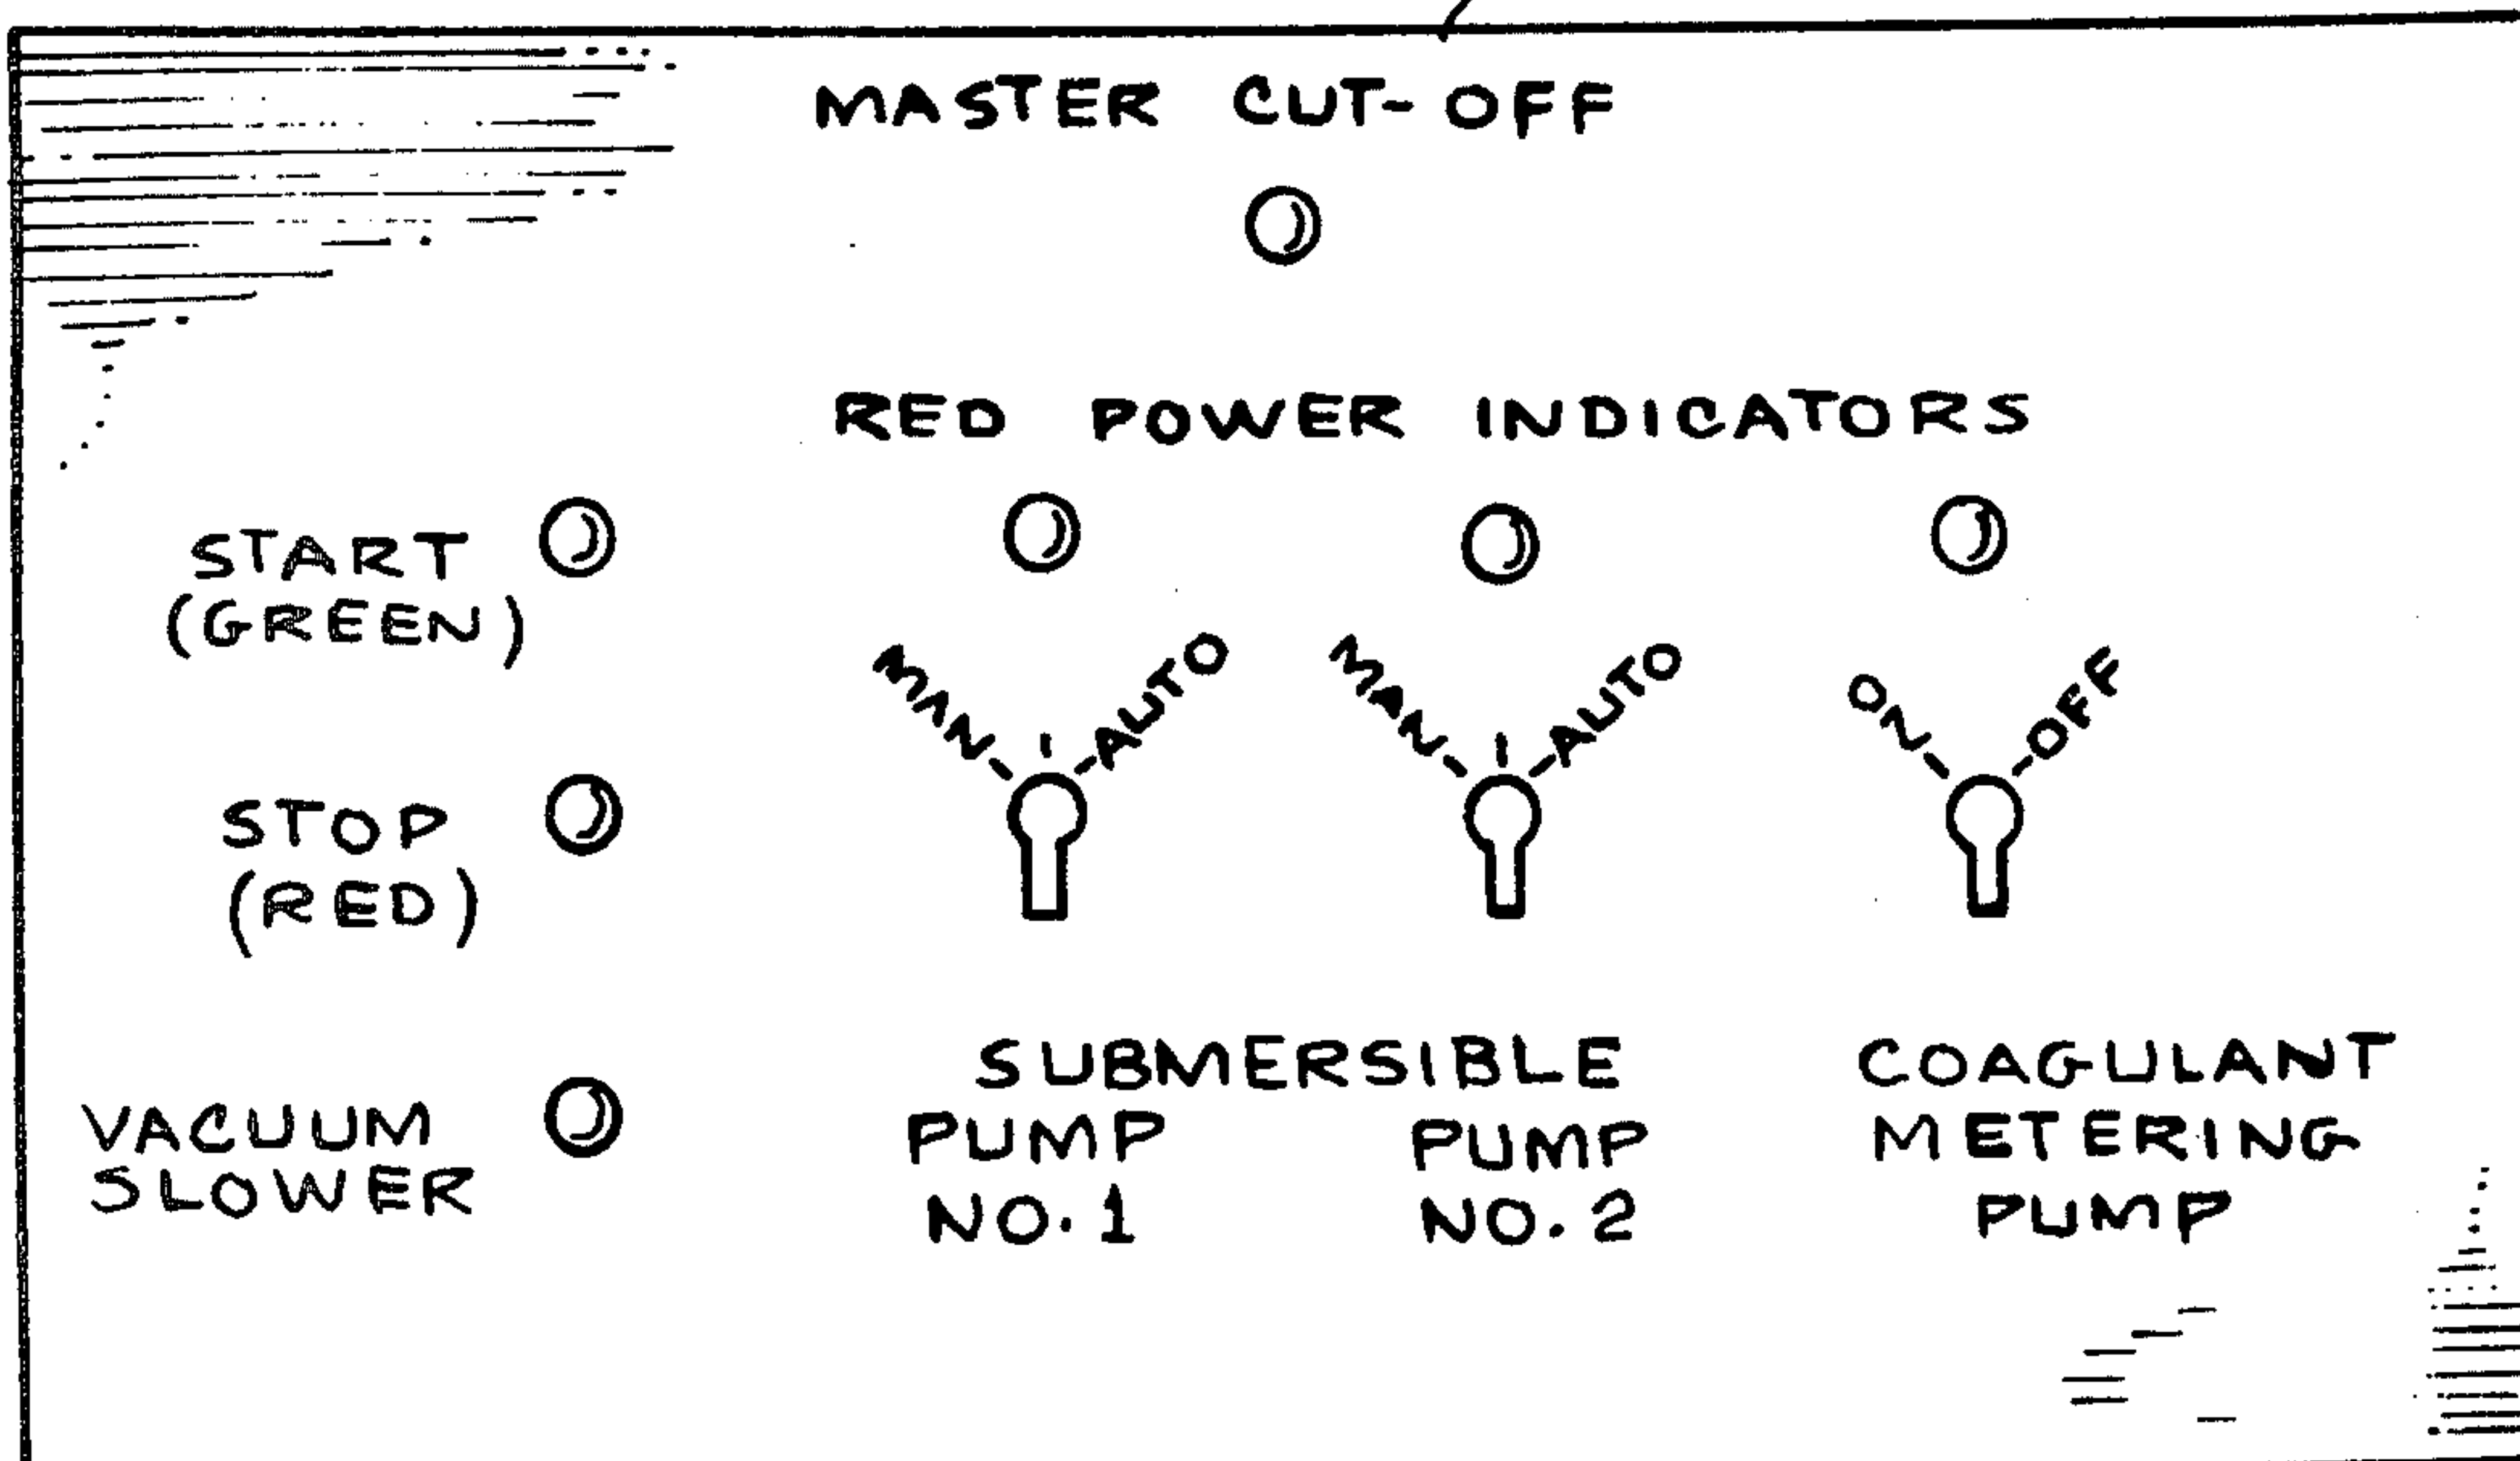 MASTER CUT-OFF
RED POWER INDICATORS
START
(GREEN)
MAN
AUTO
MAN
AUTO
ON
OFF
STOP
(RED)
SUBMERSIBLE
COAGULANT
VACUUM
PUMP
PUMP
METERING
SLOWER
NO. 1
NO. 2
PUMP